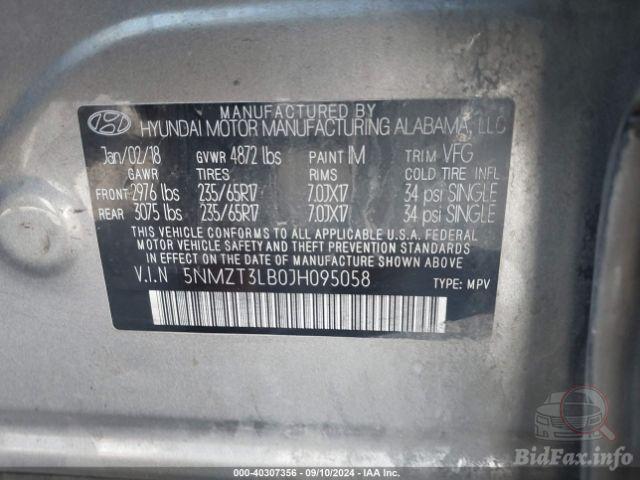 MANUFACTURED BY
HYUNDAI MOTOR MANUFACTURING ALABAMA, LLC
Jan/02/18 GVWR 4872 lbs PAINT IM TRIM VFG
GAWR TIRES RIMS COLD TIRE INFL
FRONT 2976 lbs 235/65R17 7.0JX17 34 psi SINGLE
REAR 3075 lbs 235/65R17 7.0JX17 34 psi SINGLE
THIS VEHICLE CONFORMS TO ALL APPLICABLE U.S.A. FEDERAL
MOTOR VEHICLE SAFETY AND THEFT PREVENTION STANDARDS
IN EFFECT ON THE DATE OF MANUFACTURE SHOWN ABOVE.
V.I.N 5NMZT3LB0JH095058 TYPE: MPV
BidFax.info
© - 40307356 - 09/10/2024 - IAA Inc.